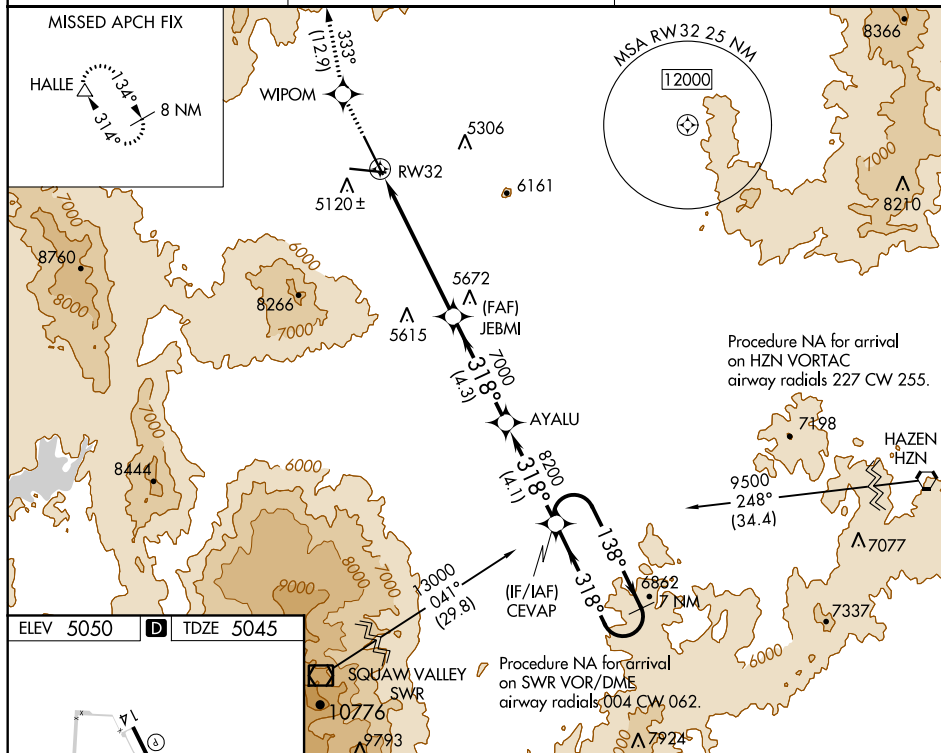 MISSED APCH FIX
HALLE
134°
314°
8 NM
333°
(12.9)
WIPOM
RW32
5120 ±
5306
6161
MSA RW32 25 NM
12000
8366
7000
8210
7000
8760
8000
6000
8266
7000
5672
5615
(FAF)
JEBMI
7000
318°
(4.3)
AYALU
8200
318°
(4.1)
Procedure NA for arrival
on HZN VORTAC
airway radials 227 CW 255.
7198
HAZEN
HZN
9500
248°
(34.4)
7077
7000
8444
6000
8000
7000
9000
13000
041°
(29.8)
(IF/IAF)
CEVAP
138°
318°
6862
7 NM
7337
6000
ELEV 5050
D
TDZE 5045
SQUAW VALLEY
SWR
10776
9793
Procedure NA for arrival
on SWR VOR/DME
airway radials 004 CW 062.
7924
14
P
x
x